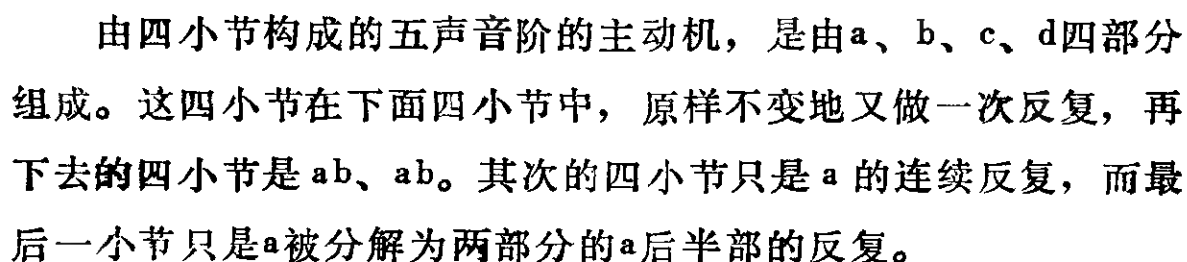 由四小节构成的五声音阶的主动机，是由a、b、c、d四部分
组成。这四小节在下面四小节中，原样不变地又做一次反复，再
下去的四小节是ab、ab。其次的四小节只是a的连续反复，而最
后一小节只是a被分解为两部分的a后半部的反复。